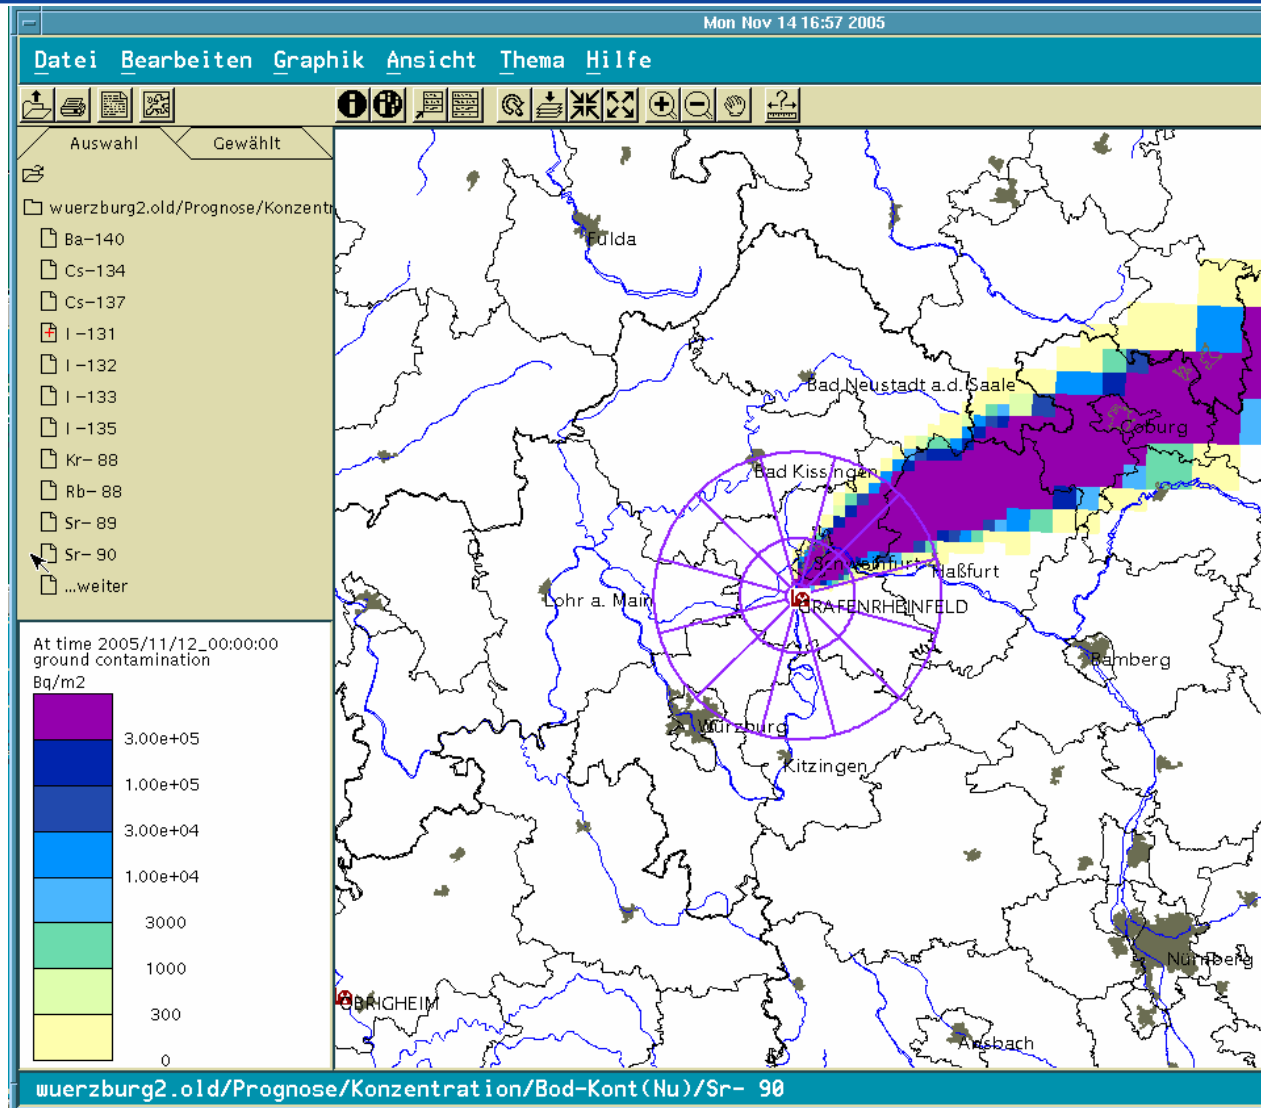 Mon Nov 14 16:57 2005
Datei Bearbeiten Graphik Ansicht Thema Hilfe
Auswahl Gewählt
wuerzburg2.old/Prognose/Konzentr
Ba-140
Cs-134
Cs-137
I -131
I -132
I -133
I -135
Kr- 88
Rb- 88
Sr- 89
Sr- 90
...weiter
At time 2005/11/12_00:00:00
ground contamination
Bq/m2
3.00e+05
1.00e+05
3.00e+04
1.00e+04
3000
1000
300
0
Fulda
Bad Neustadt a.d. Saale
Coburg
Bad Kissingen
Schweinfurt
Haßfurt
Lohr a. Main
GRAFENRHEINFELD
Bamberg
Würzburg
Kitzingen
Nürnberg
OBRIGHEIM
Ansbach
wuerzburg2.old/Prognose/Konzentration/Bod-Kont(Nu)/Sr- 90